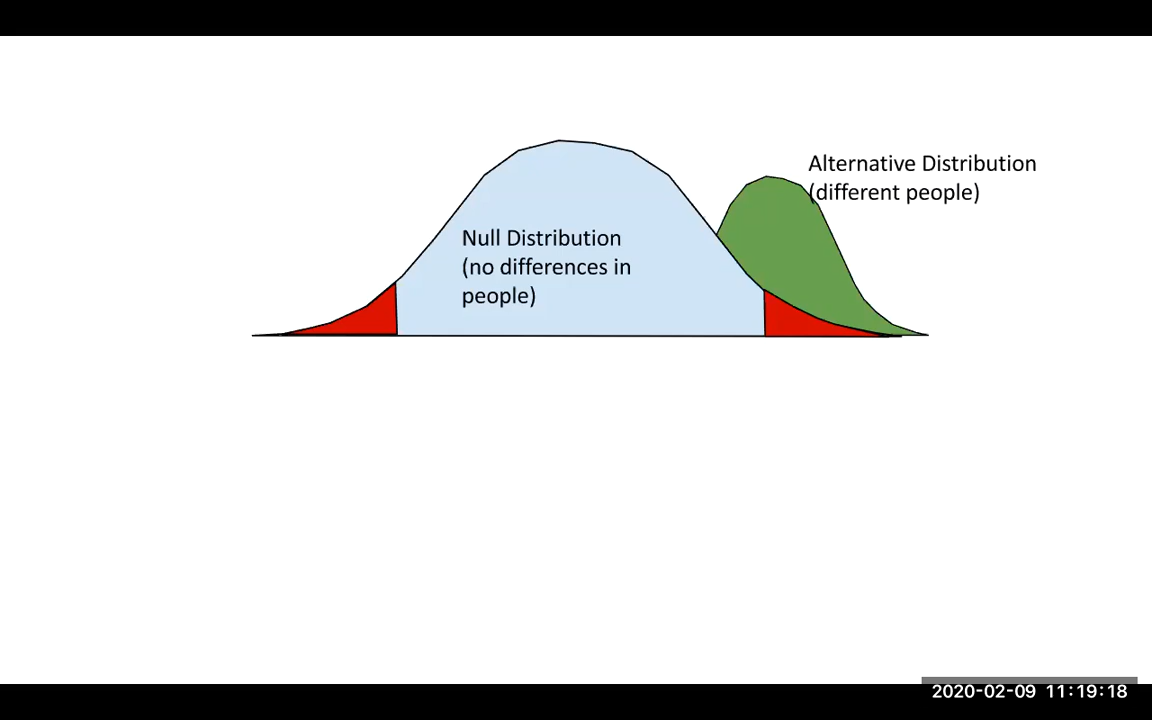 Alternative Distribution
(different people)
Null Distribution
(no differences in
people)
2020-02-09 11:19:18